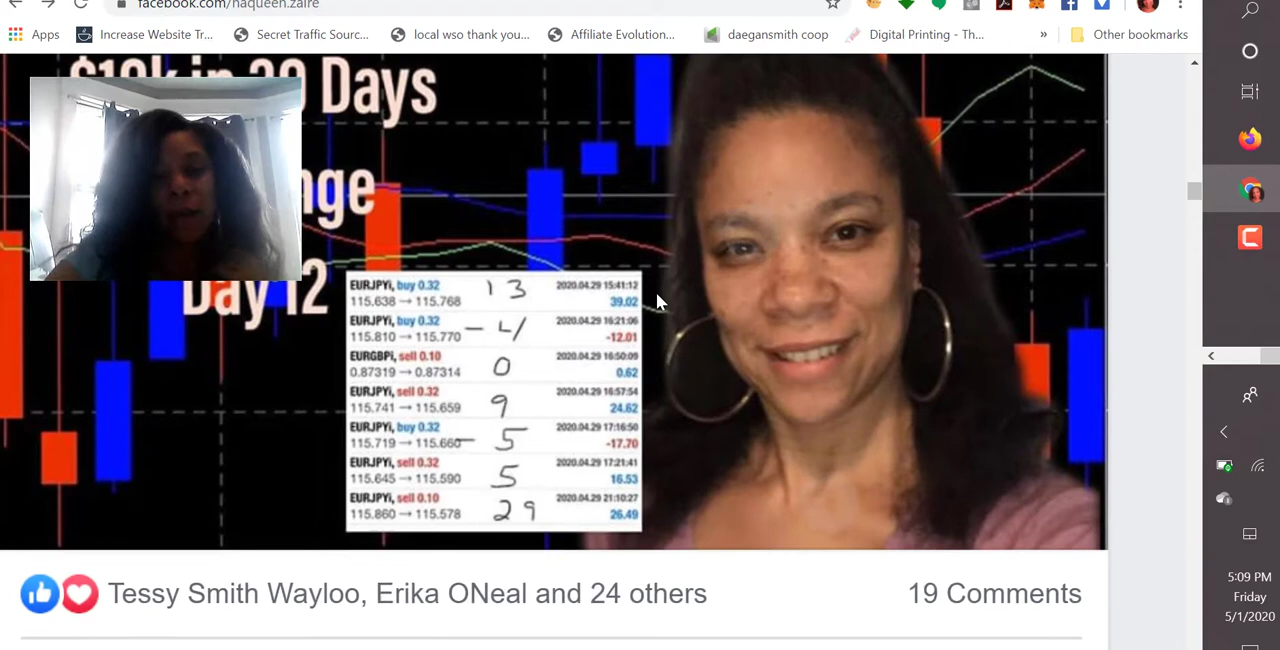 facebook.com/naqueen.zaire
Apps
Increase Website Tr...
Secret Traffic Sourc...
local wso thank you...
Affiliate Evolution...
daegansmith coop
Digital Printing - Th...
»
Other bookmarks
Days
Day 12
EURJPYi, buy 0.32 13 2020.04.29 15:41:12
115.638 → 115.768 39.02
EURJPYi, buy 0.32 -4 2020.04.29 16:21:06
115.810 → 115.770 -12.01
EURGBPi, sell 0.10 0 2020.04.29 16:50:09
0.87319 → 0.87314 0.62
EURJPYi, sell 0.32 9 2020.04.29 16:57:54
115.741 → 115.659 24.62
EURJPYi, buy 0.32 -5 2020.04.29 17:16:50
115.719 → 115.660 -17.70
EURJPYi, sell 0.32 5 2020.04.29 17:21:41
115.645 → 115.590 16.53
EURJPYi, sell 0.10 29 2020.04.29 21:10:27
115.860 → 115.578 26.49
Tessy Smith Wayloo, Erika ONeal and 24 others
19 Comments
5:09 PM
Friday
5/1/2020